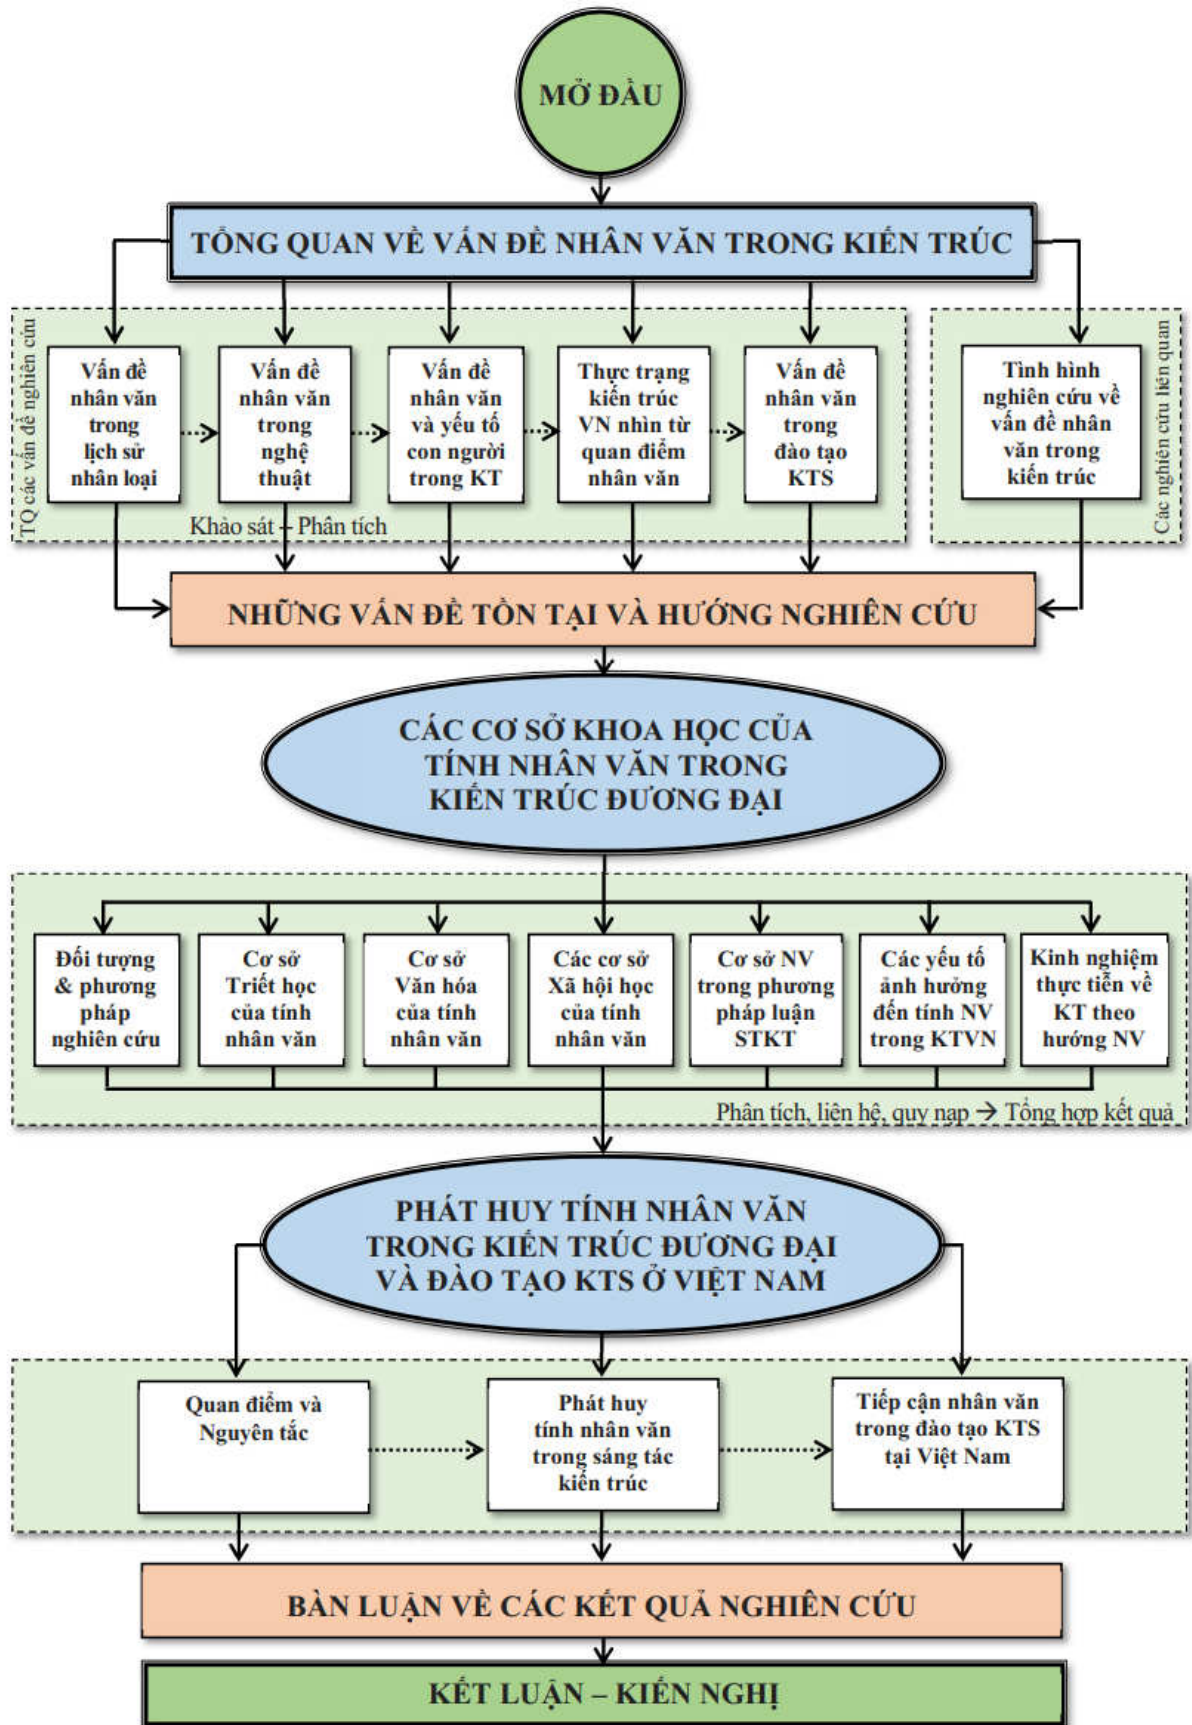 MỞ ĐẦU
TỔNG QUAN VỀ VẤN ĐỀ NHÂN VĂN TRONG KIẾN TRÚC
TQ các vấn đề nghiên cứu
Vấn đề
nhân văn
trong
lịch sử
nhân loại
Vấn đề
nhân văn
trong
nghệ
thuật
Vấn đề
nhân văn
và yếu tố
con người
trong KT
Thực trạng
kiến trúc
VN nhìn từ
quan điểm
nhân văn
Vấn đề
nhân văn
trong
đào tạo
KTS
Khảo sát – Phân tích
Tình hình
nghiên cứu về
vấn đề nhân
văn trong
kiến trúc
Các nghiên cứu liên quan
NHỮNG VẤN ĐỀ TỒN TẠI VÀ HƯỚNG NGHIÊN CỨU
CÁC CƠ SỞ KHOA HỌC CỦA
TÍNH NHÂN VĂN TRONG
KIẾN TRÚC ĐƯƠNG ĐẠI
Đối tượng
& phương
pháp
nghiên cứu
Cơ sở
Triết học
của tính
nhân văn
Cơ sở
Văn hóa
của tính
nhân văn
Các cơ sở
Xã hội học
của tính
nhân văn
Cơ sở NV
trong phương
pháp luận
STKT
Các yếu tố
ảnh hưởng
đến tính NV
trong KTVN
Kinh nghiệm
thực tiễn về
KT theo
hướng NV
Phân tích, liên hệ, quy nạp → Tổng hợp kết quả
PHÁT HUY TÍNH NHÂN VĂN
TRONG KIẾN TRÚC ĐƯƠNG ĐẠI
VÀ ĐÀO TẠO KTS Ở VIỆT NAM
Quan điểm và
Nguyên tắc
Phát huy
tính nhân văn
trong sáng tác
kiến trúc
Tiếp cận nhân văn
trong đào tạo KTS
tại Việt Nam
BÀN LUẬN VỀ CÁC KẾT QUẢ NGHIÊN CỨU
KẾT LUẬN – KIẾN NGHỊ